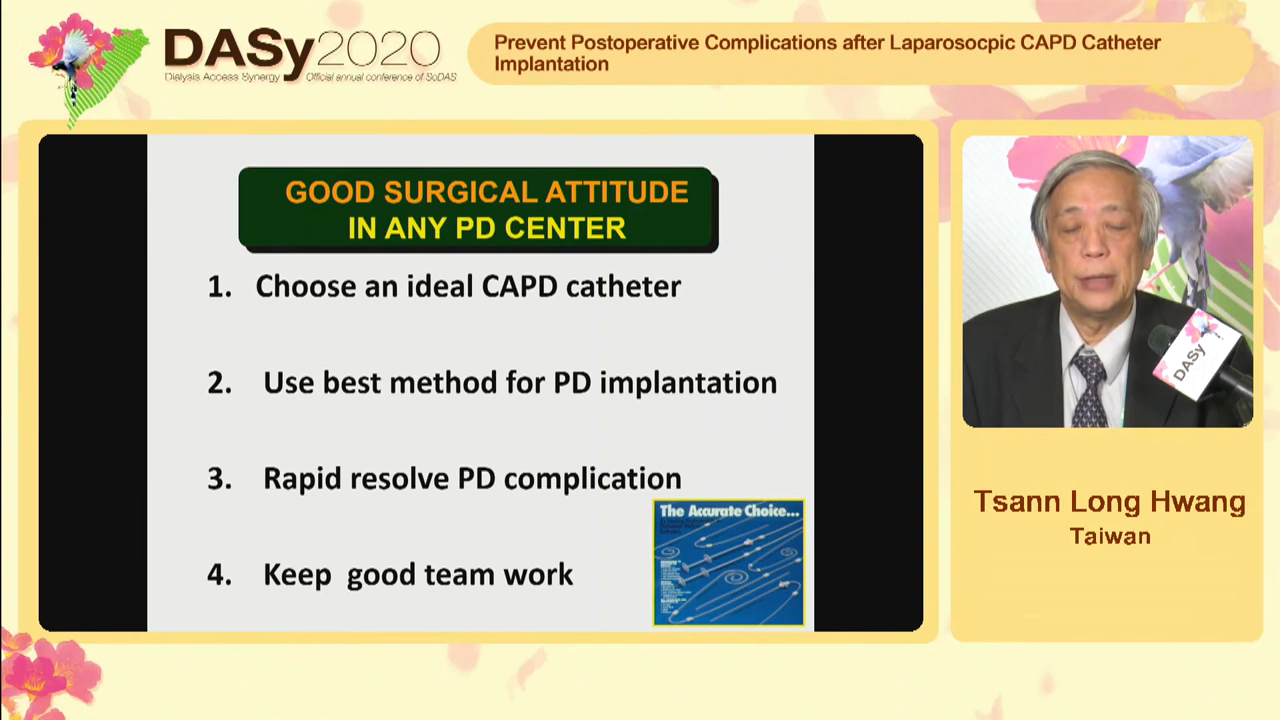 DASy2020
Dialysis Access Synergy Official annual conference of SoDAS
Prevent Postoperative Complications after Laparosocpic CAPD Catheter
Implantation
GOOD SURGICAL ATTITUDE
IN ANY PD CENTER
1. Choose an ideal CAPD catheter
2. Use best method for PD implantation
3. Rapid resolve PD complication
The Accurate Choice...
4. Keep good team work
DASy
Tsann Long Hwang
Taiwan